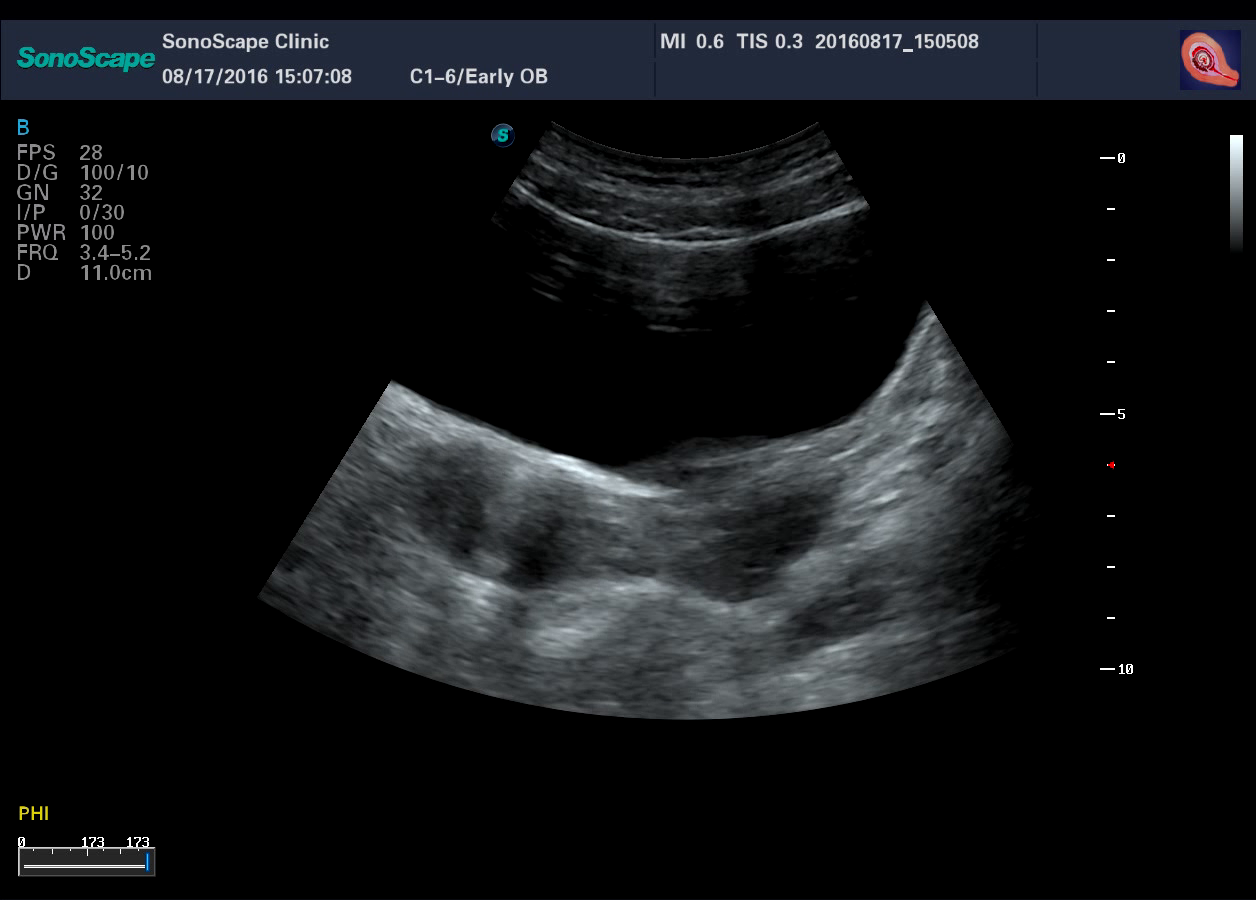 SonoScape
SonoScape Clinic
MI 0.6 TIS 0.3 20160817_150508
08/17/2016 15:07:08 C1-6/Early OB
S
B
FPS 28
D/G 100/10
GN 32
I/P 0/30
PWR 100
FRQ 3.4-5.2
D 11.0cm
0
5
10
PHI
0 173 173